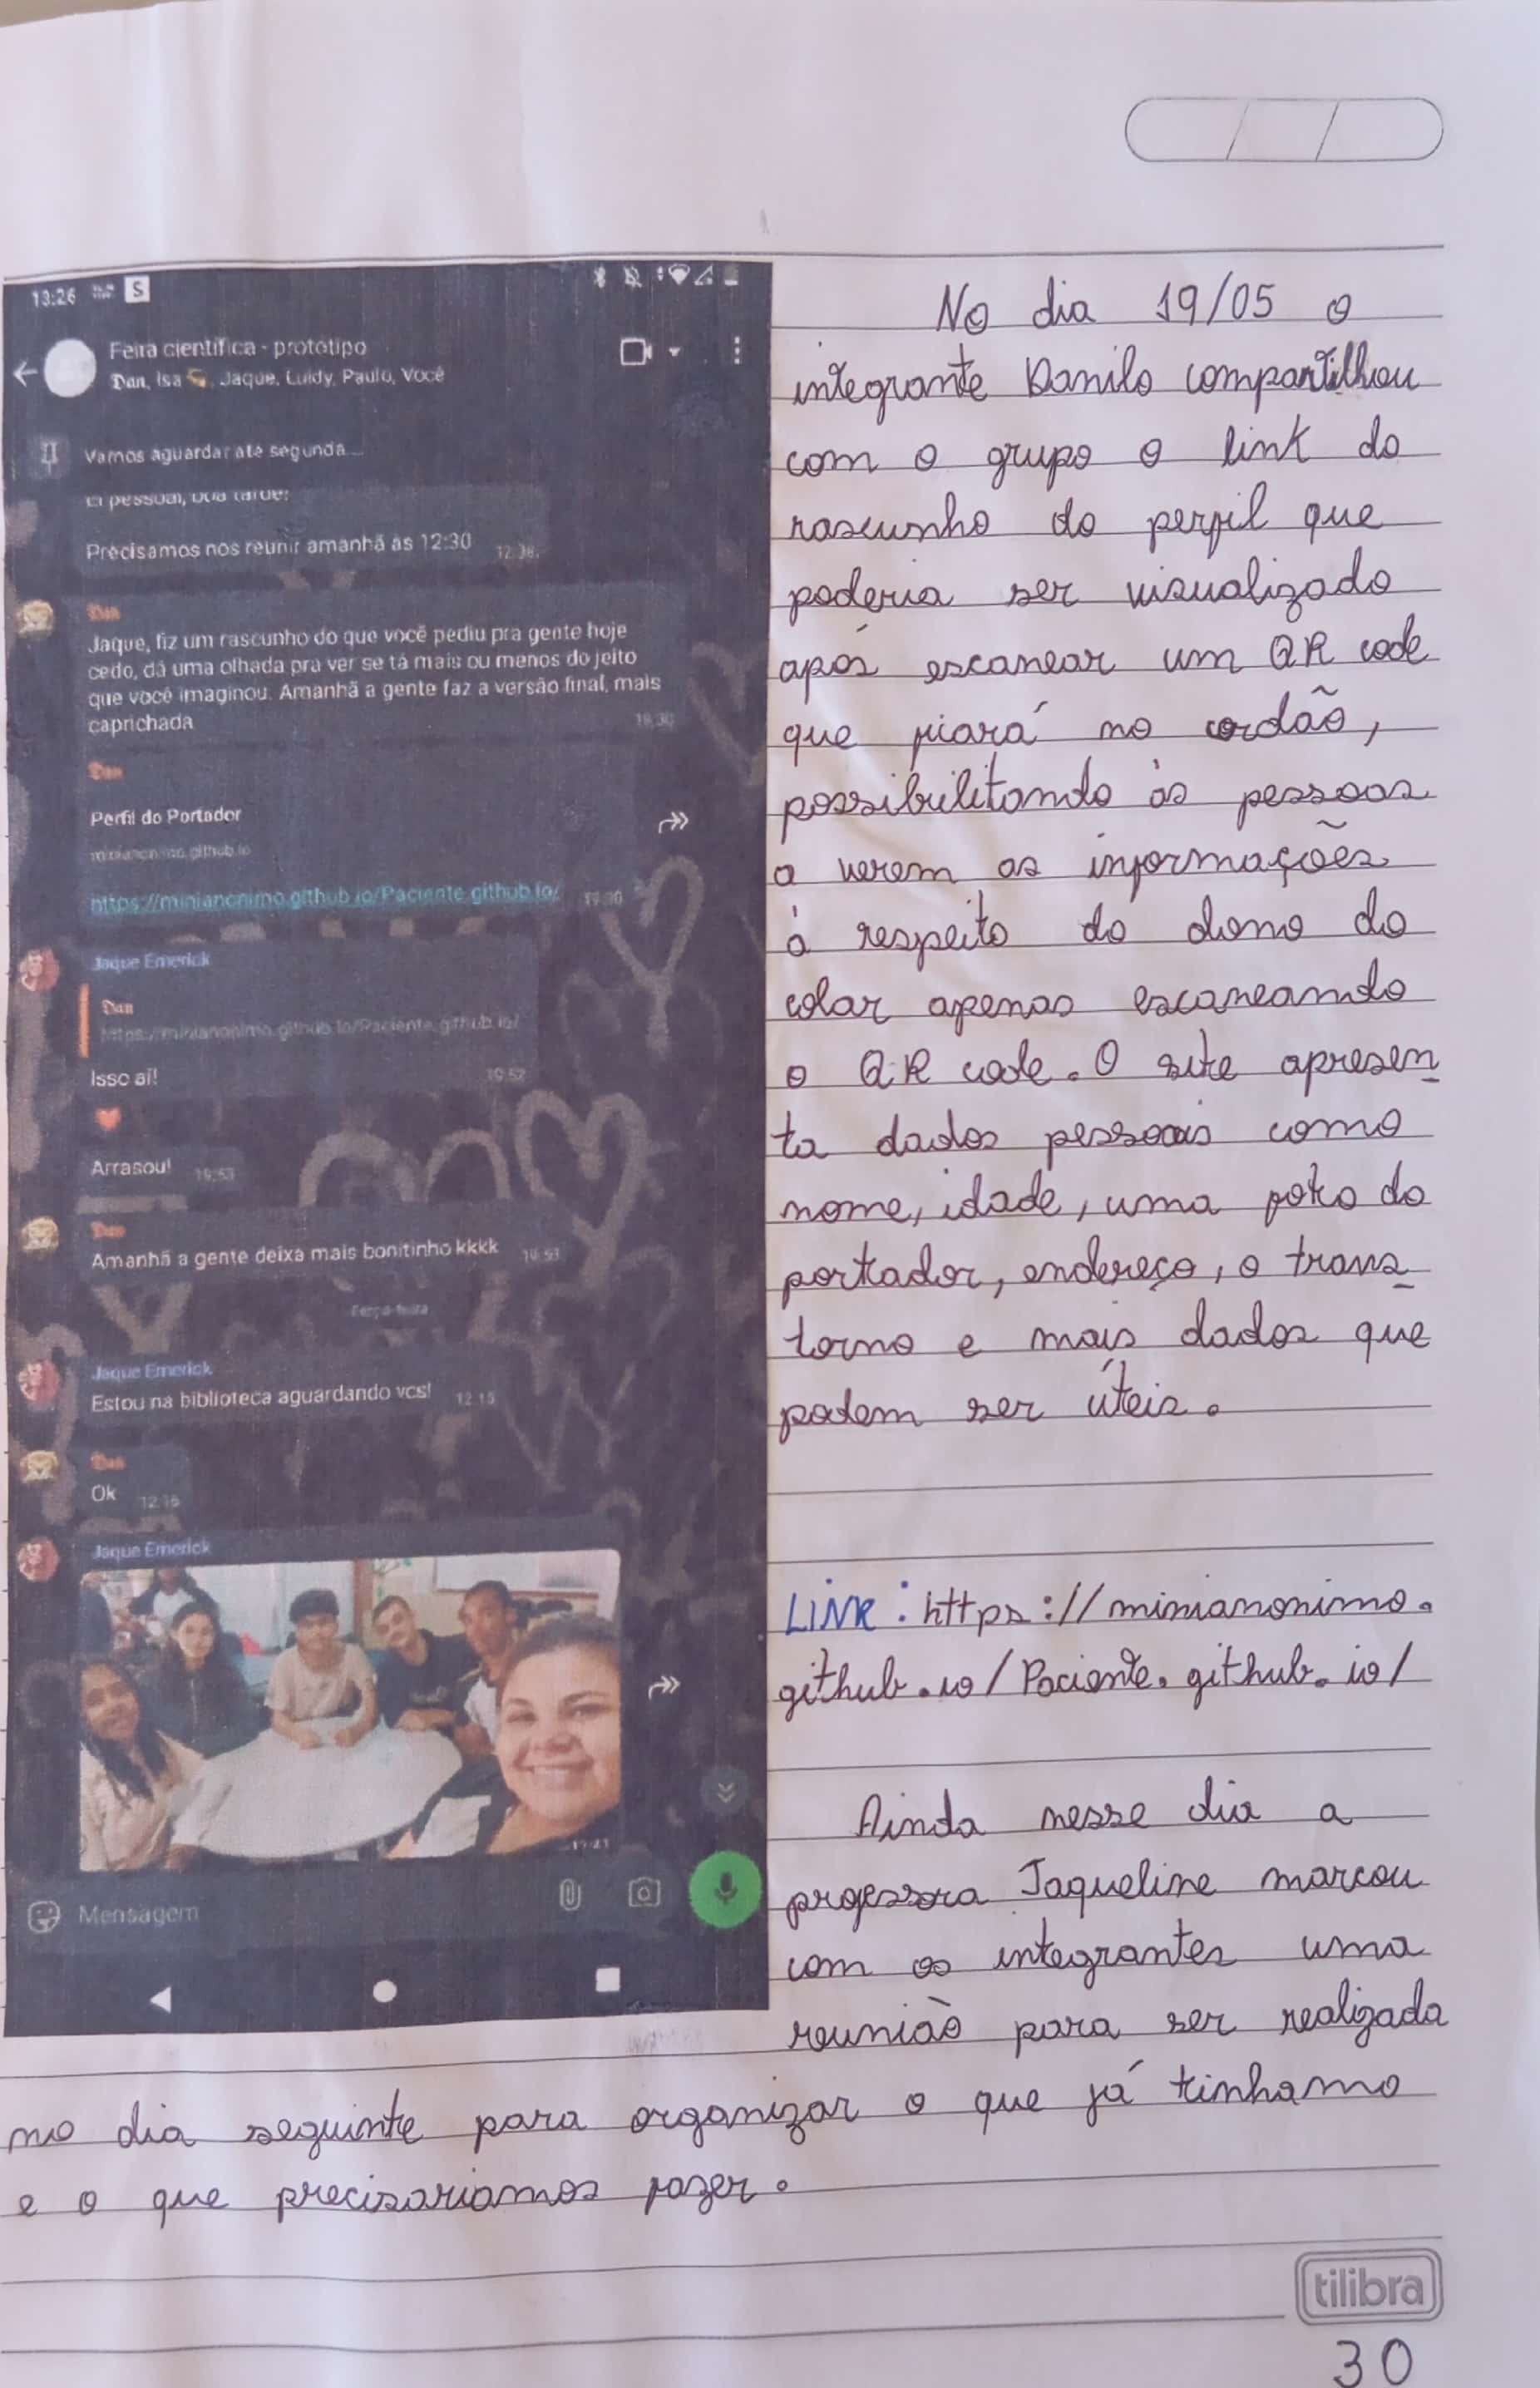 13:26 S
Feira científica - protótipo
Dan, Isa, Jaque, Luidy, Paulo, Você
Vamos aguardar até segunda...
Ei pessoal, boa tarde!
Precisamos nos reunir amanhã às 12:30
Dan
Jaque, fiz um rascunho do que você pediu pra gente hoje
cedo, dá uma olhada pra ver se tá mais ou menos do jeito
que você imaginou. Amanhã a gente faz a versão final, mais
caprichada
Dan
Perfil do Portador
minianonimo.github.io
https://minianonimo.github.io/Paciente.github.io/
Jaque Emerick
Dan
https://minianonimo.github.io/Paciente.github.io/
Isso aí! 19:52
Arrasou! 19:53
Dan
Amanhã a gente deixa mais bonitinho kkkk 19:53
Terça-feira
Jaque Emerick
Estou na biblioteca aguardando vcs! 12:15
Dan
Ok 12:16
Jaque Emerick
Mensagem
No dia 19/05 o
integrante Danilo compartilhou
com o grupo o link do
rascunho do perfil que
poderia ser visualizado
após escanear um QR code
que ficará no cordão,
possibilitando às pessoas
a verem as informações
à respeito do dono do
colar apenas escaneando
o QR code. O site apresen
ta dados pessoais como
nome, idade, uma foto do
portador, endereço, o trans
torno e mais dados que
podem ser úteis.
LINK: https://minianonimo.
github.io/Paciente.github.io/
Ainda nesse dia a
professora Jaqueline marcou
com os integrantes uma
reunião para ser realizada
no dia seguinte para organizar o que já tinhamo
e o que precisariamos fazer.
tilibra
30